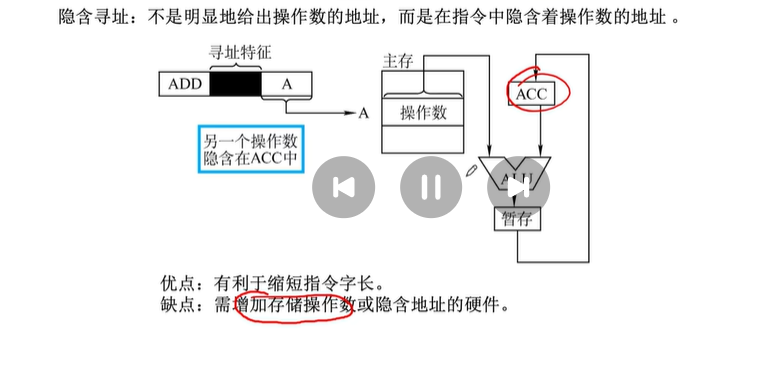 隐含寻址：不是明显地给出操作数的地址，而是在指令中隐含着操作数的地址。
寻址特征
主存
ADD
A
A
操作数
ACC
另一个操作数
隐含在ACC中
ALU
暂存
优点：有利于缩短指令字长。
缺点：需增加存储操作数或隐含地址的硬件。